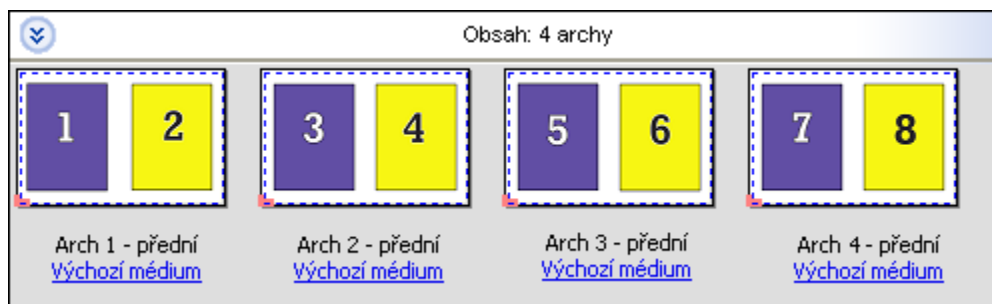 Obsah: 4 archy
1 2 3 4 5 6 7 8
Arch 1 - přední Arch 2 - přední Arch 3 - přední Arch 4 - přední
Výchozí médium Výchozí médium Výchozí médium Výchozí médium